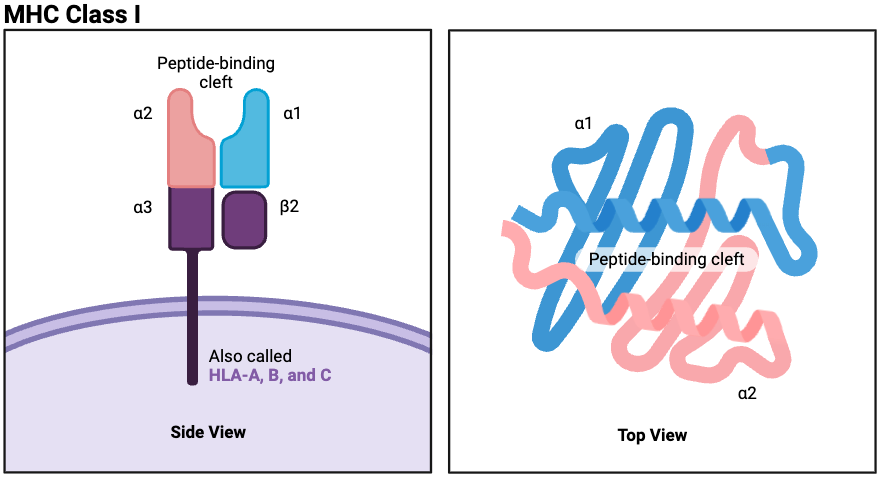 MHC Class I
Peptide-binding
cleft
α2
α1
α3
β2
Also called
HLA-A, B, and C
Side View
α1
Peptide-binding cleft
α2
Top View